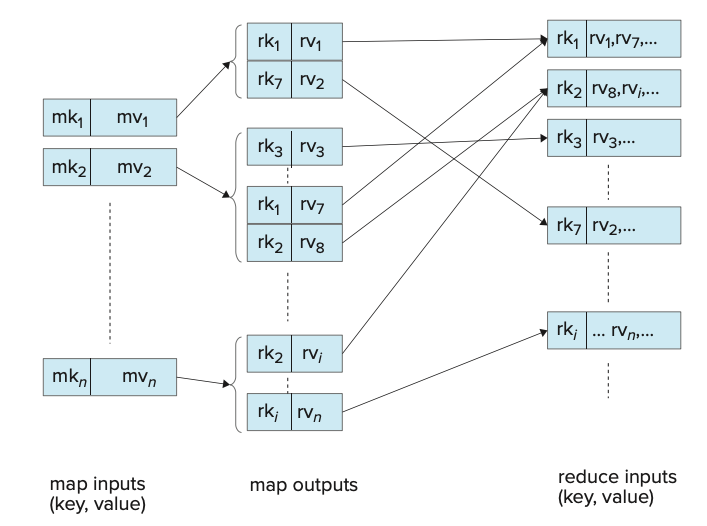 mk₁ mv₁
mk₂ mv₂
mkₙ mvₙ
map inputs
(key, value)
rk₁ rv₁
rk₇ rv₂
rk₃ rv₃
rk₁ rv₇
rk₂ rv₈
rk₂ rvᵢ
rkᵢ rvₙ
map outputs
rk₁ rv₁,rv₇,...
rk₂ rv₈,rvᵢ,...
rk₃ rv₃,...
rk₇ rv₂,...
rkᵢ ... rvₙ,...
reduce inputs
(key, value)